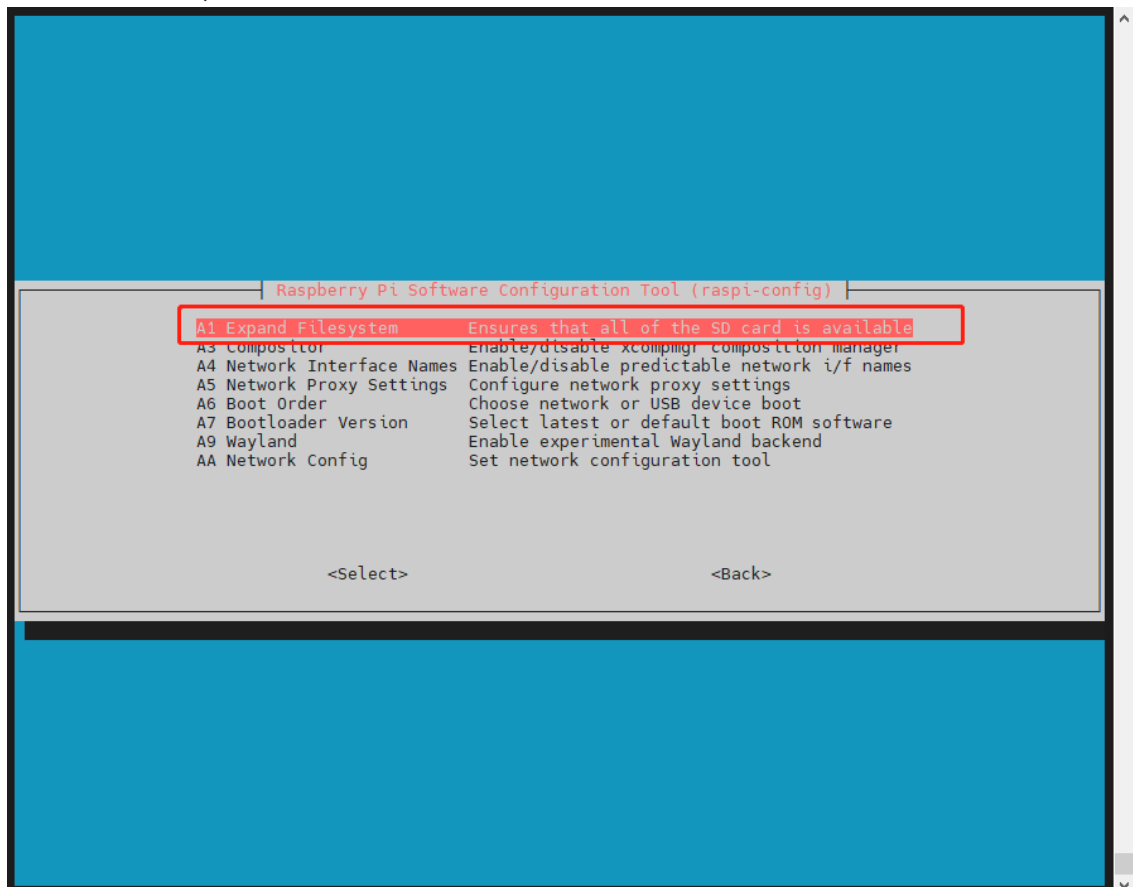 Raspberry Pi Software Configuration Tool (raspi-config)
A1 Expand Filesystem Ensures that all of the SD card is available
A3 Compositor Enable/disable xcompmgr composition manager
A4 Network Interface Names Enable/disable predictable network i/f names
A5 Network Proxy Settings Configure network proxy settings
A6 Boot Order Choose network or USB device boot
A7 Bootloader Version Select latest or default boot ROM software
A9 Wayland Enable experimental Wayland backend
AA Network Config Set network configuration tool
<Select> <Back>